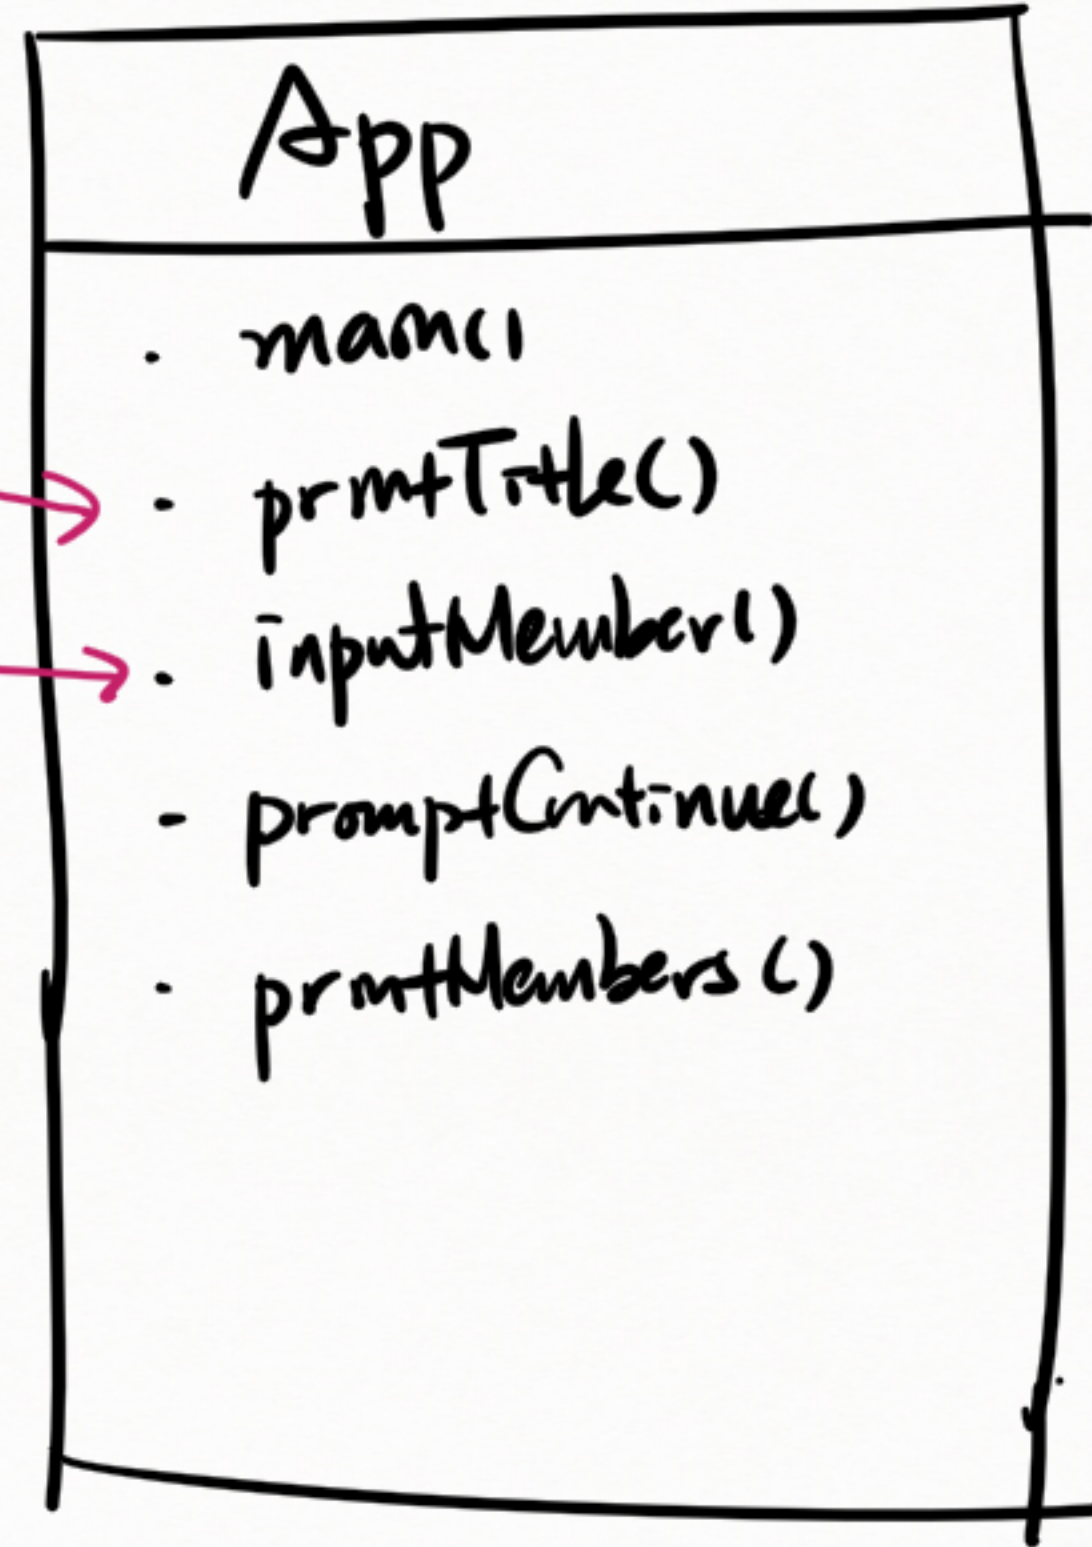 App
· main()
· printTitle()
· inputMember()
- promptContinue()
· printMembers()